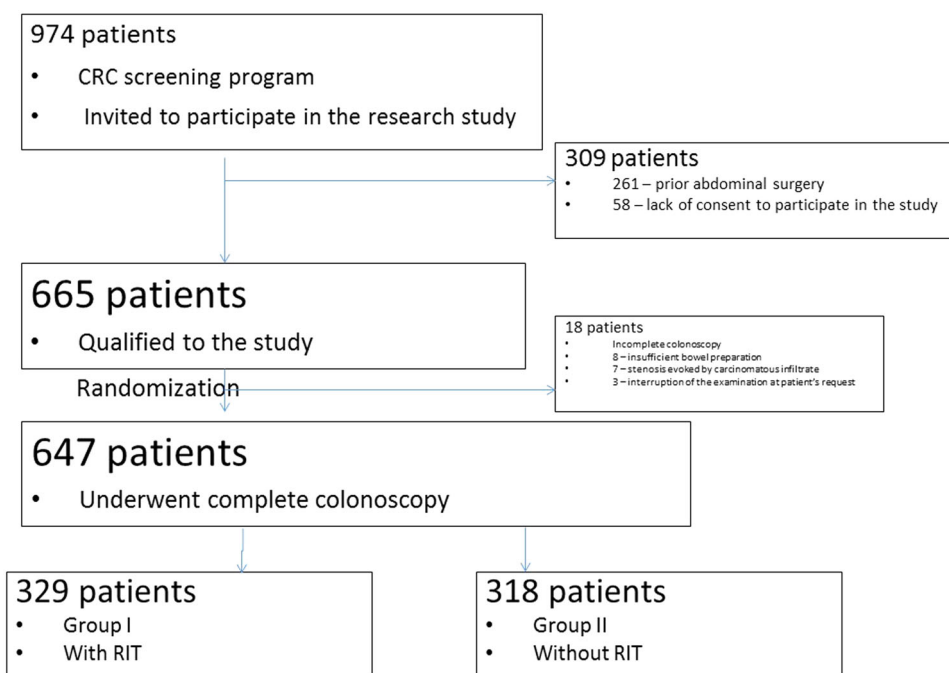 974 patients
• CRC screening program
• Invited to participate in the research study
309 patients
• 261 – prior abdominal surgery
• 58 – lack of consent to participate in the study
665 patients
• Qualified to the study
18 patients
• Incomplete colonoscopy
• 8 – insufficient bowel preparation
• 7 – stenosis evoked by carcinomatous infiltrate
• 3 – interruption of the examination at patient's request
Randomization
647 patients
• Underwent complete colonoscopy
329 patients
• Group I
• With RIT
318 patients
• Group II
• Without RIT